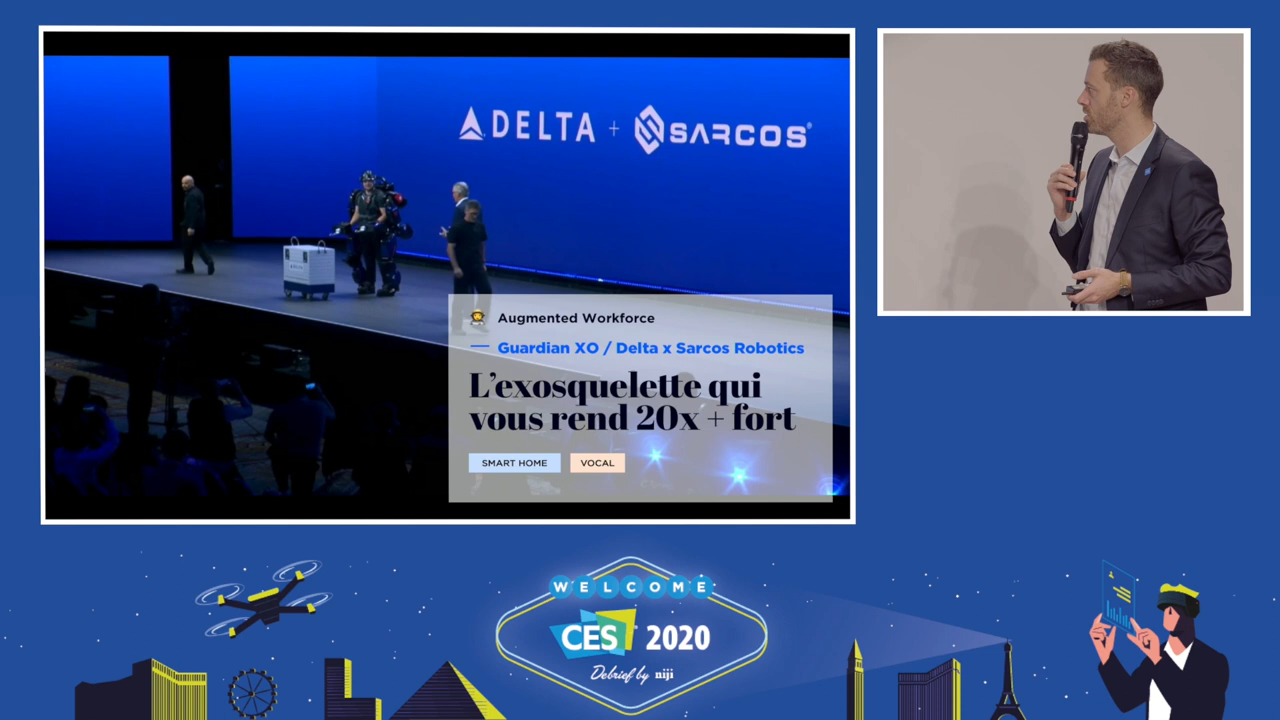 DELTA + SARCOS®
Augmented Workforce
Guardian XO / Delta x Sarcos Robotics
L'exosquelette qui
vous rend 20x + fort
SMART HOME
VOCAL
WELCOME
CES 2020
Debrief by niji